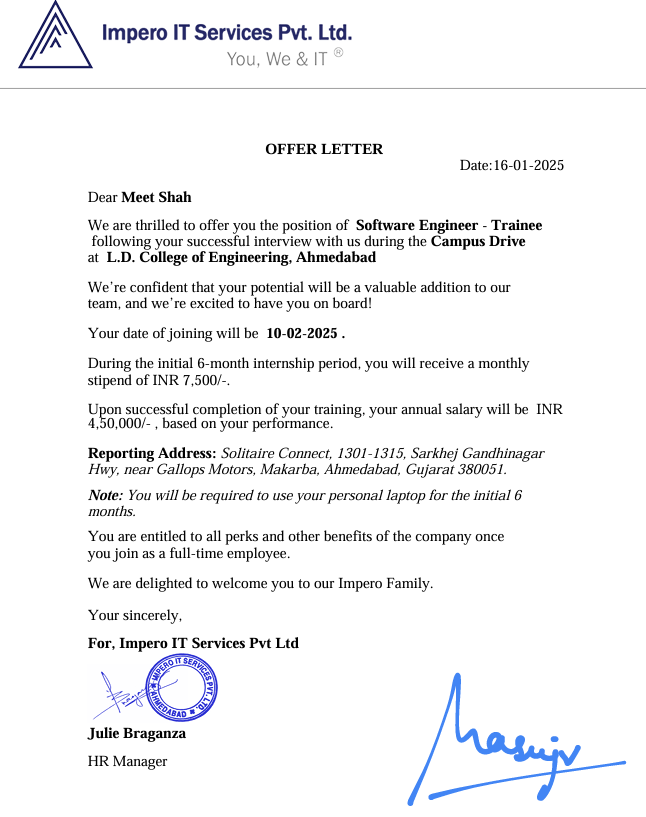 Impero IT Services Pvt. Ltd.
You, We & IT ®
OFFER LETTER
Date:16-01-2025
Dear Meet Shah
We are thrilled to offer you the position of Software Engineer - Trainee
following your successful interview with us during the Campus Drive
at L.D. College of Engineering, Ahmedabad
We're confident that your potential will be a valuable addition to our
team, and we're excited to have you on board!
Your date of joining will be 10-02-2025 .
During the initial 6-month internship period, you will receive a monthly
stipend of INR 7,500/-.
Upon successful completion of your training, your annual salary will be INR
4,50,000/- , based on your performance.
Reporting Address: Solitaire Connect, 1301-1315, Sarkhej Gandhinagar
Hwy, near Gallops Motors, Makarba, Ahmedabad, Gujarat 380051.
Note: You will be required to use your personal laptop for the initial 6
months.
You are entitled to all perks and other benefits of the company once
you join as a full-time employee.
We are delighted to welcome you to our Impero Family.
Your sincerely,
For, Impero IT Services Pvt Ltd
IMPERO IT SERVICES PVT. LTD.
AHMEDABAD
Julie Braganza
HR Manager